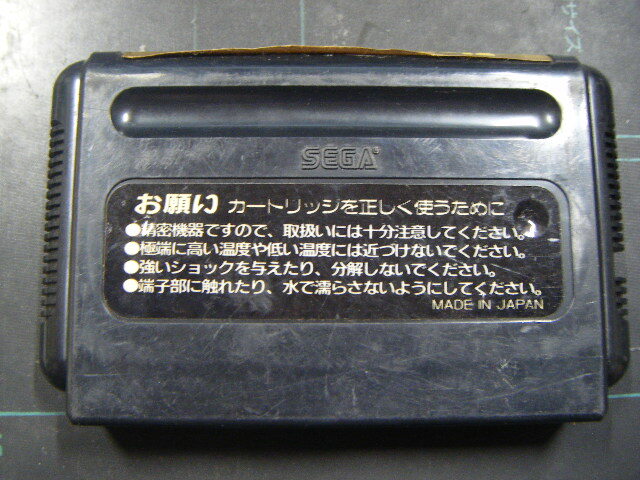 SEGA®
お願い カートリッジを正しく使うために
●精密機器ですので、取扱いには十分注意してください。
●極端に高い温度や低い温度には近づけないでください。
●強いショックを与えたり、分解しないでください。
●端子部に触れたり、水で濡らさないようにしてください。
MADE IN JAPAN
サイズ